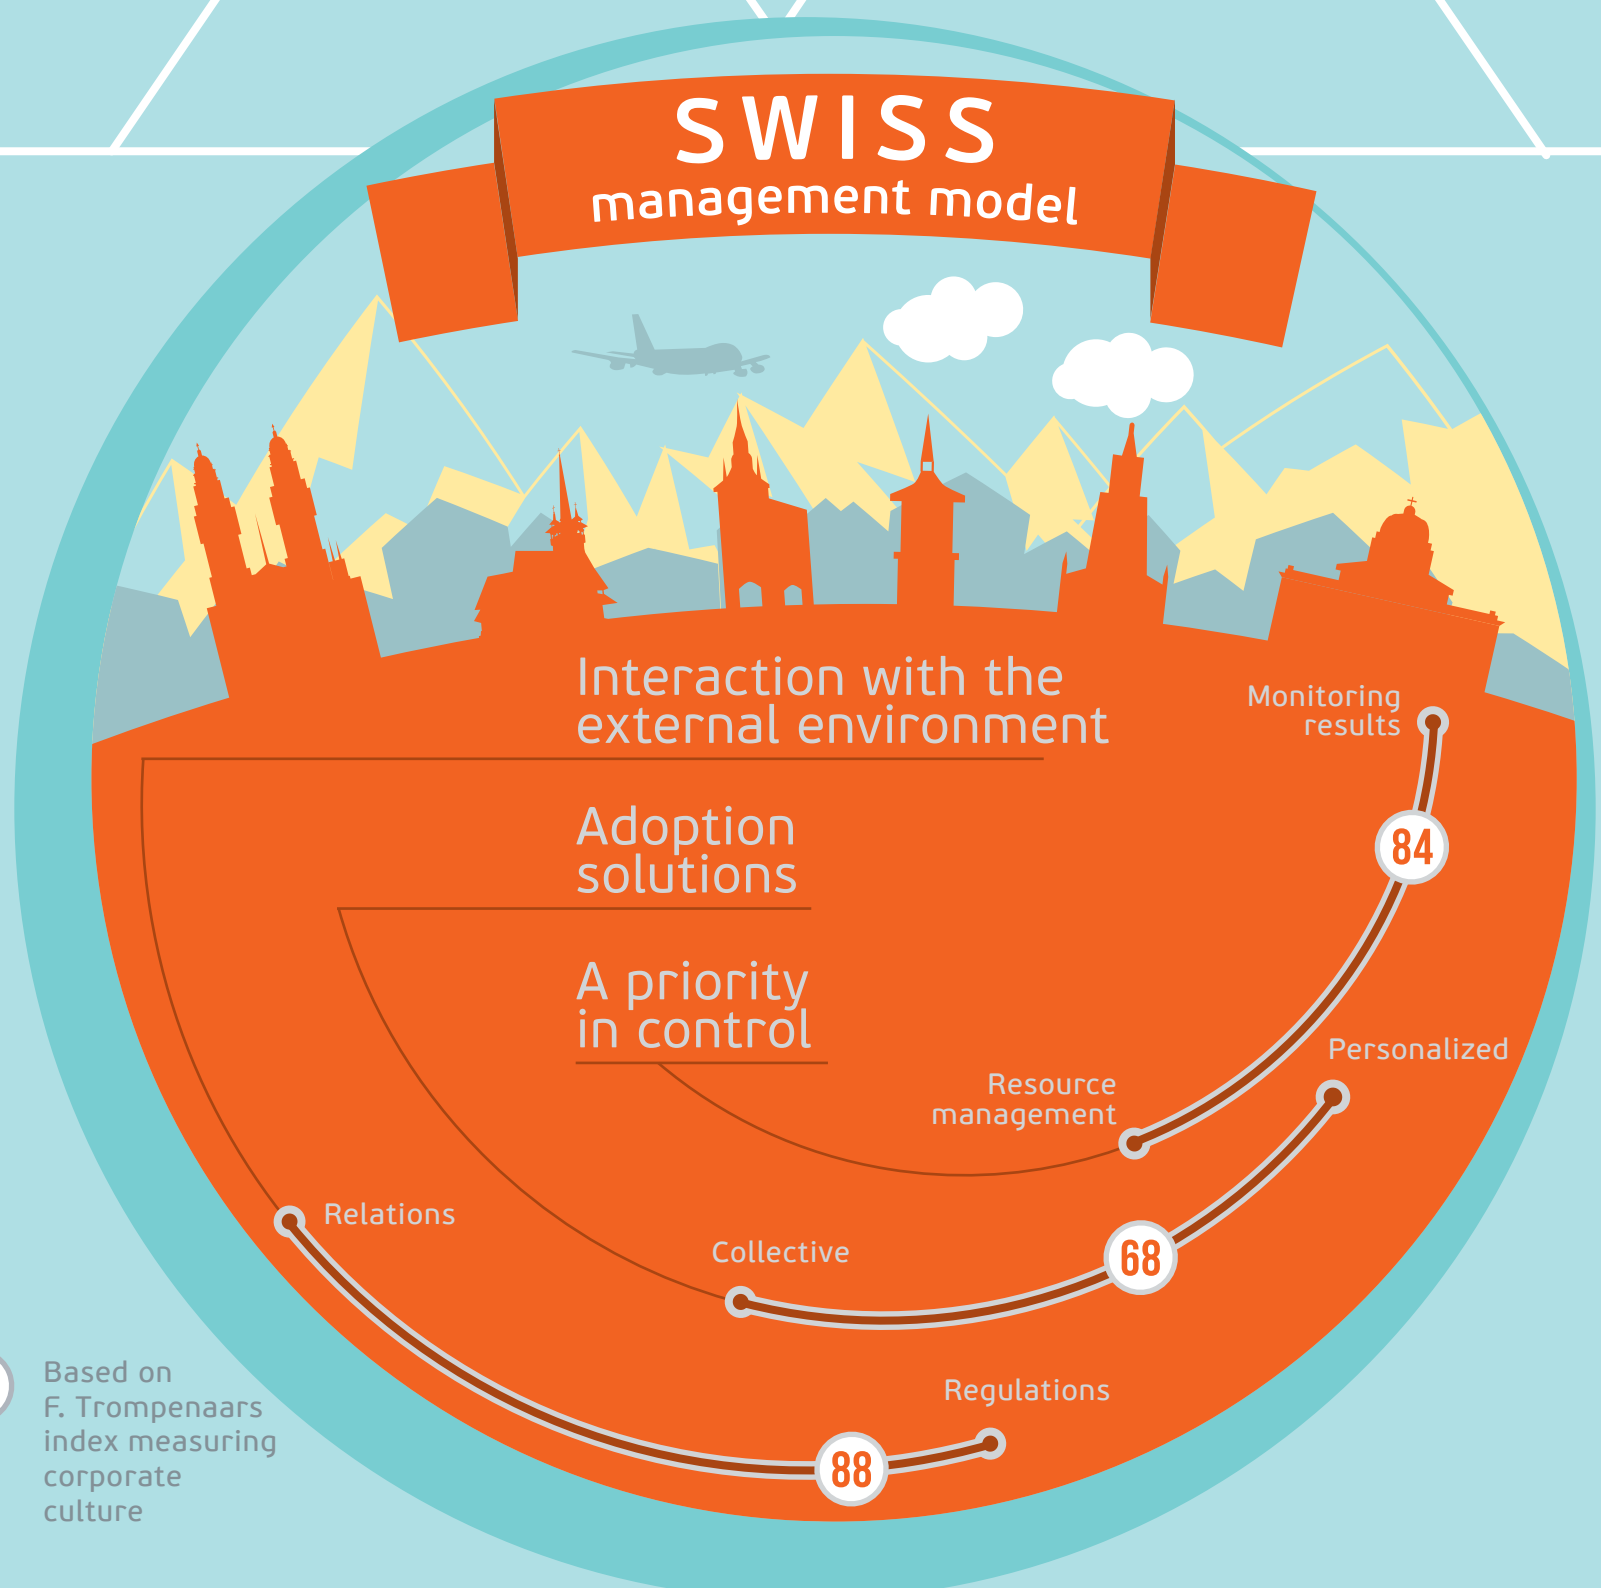 SWISS
management model
Interaction with the
external environment
Monitoring
results
84
Adoption
solutions
A priority
in control
Personalized
Resource
management
Relations
Collective
68
Regulations
88
Based on
F. Trompenaars
index measuring
corporate
culture